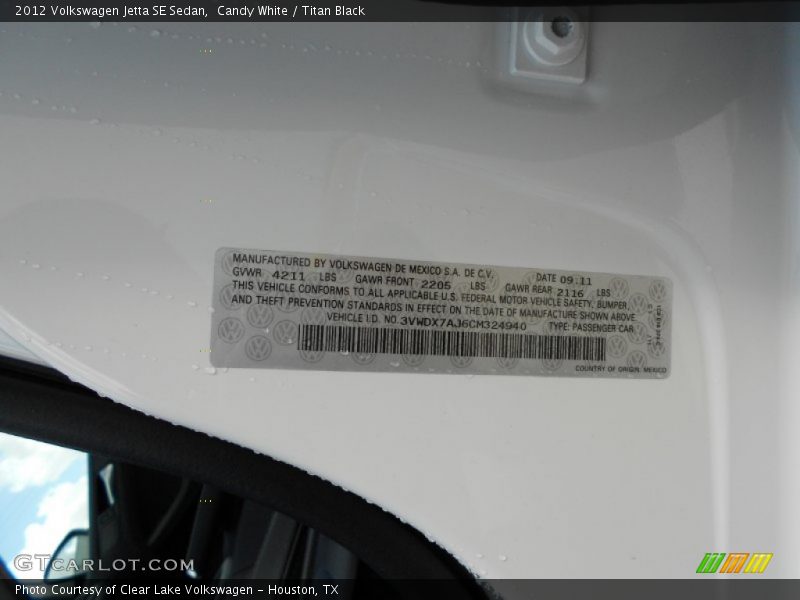 2012 Volkswagen Jetta SE Sedan, Candy White / Titan Black
MANUFACTURED BY VOLKSWAGEN DE MEXICO S.A. DE C.V. DATE 09.11
GVWR 4211 LBS GAWR FRONT 2205 LBS GAWR REAR 2116 LBS
THIS VEHICLE CONFORMS TO ALL APPLICABLE U.S. FEDERAL MOTOR VEHICLE SAFETY, BUMPER,
AND THEFT PREVENTION STANDARDS IN EFFECT ON THE DATE OF MANUFACTURE SHOWN ABOVE.
VEHICLE I.D. NO. 3VWDX7AJ6CM324940 TYPE: PASSENGER CAR
COUNTRY OF ORIGIN: MEXICO
GTCARLOT.COM
Photo Courtesy of Clear Lake Volkswagen - Houston, TX